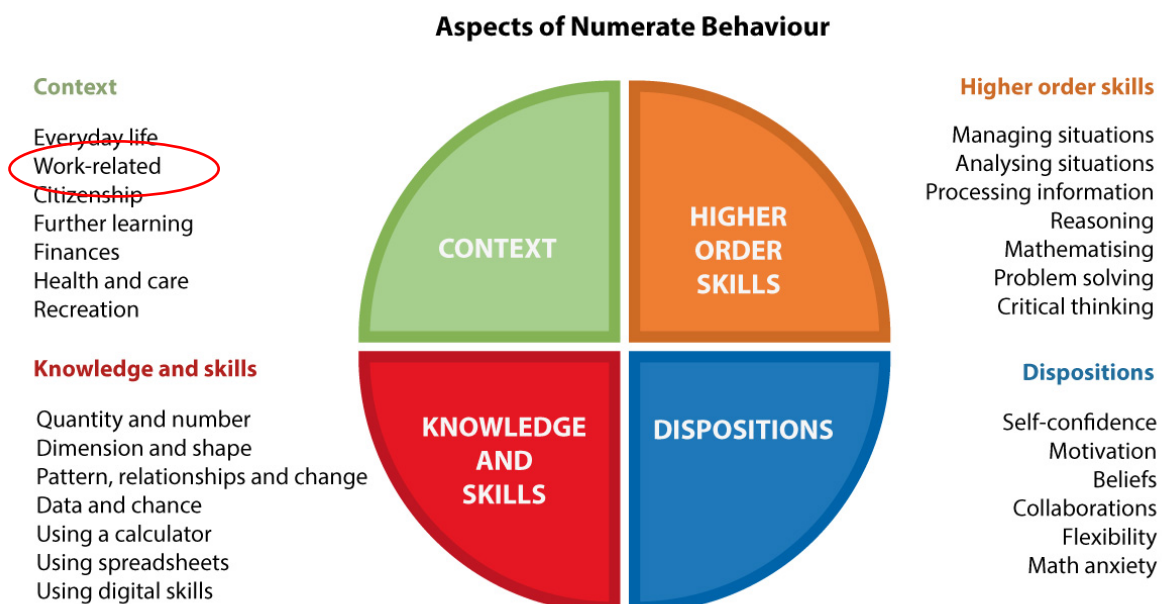 Aspects of Numerate Behaviour
Context
Everyday life
Work-related
Citizenship
Further learning
Finances
Health and care
Recreation
Higher order skills
Managing situations
Analysing situations
Processing information
Reasoning
Mathematising
Problem solving
Critical thinking
CONTEXT
HIGHER
ORDER
SKILLS
Knowledge and skills
Quantity and number
Dimension and shape
Pattern, relationships and change
Data and chance
Using a calculator
Using spreadsheets
Using digital skills
KNOWLEDGE
AND
SKILLS
DISPOSITIONS
Dispositions
Self-confidence
Motivation
Beliefs
Collaborations
Flexibility
Math anxiety